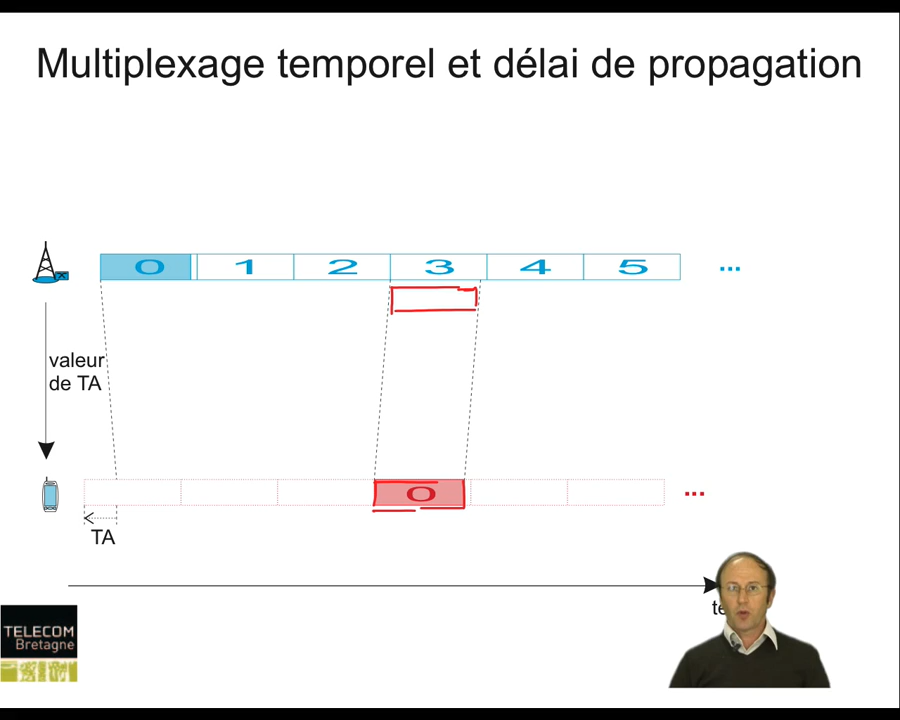 Multiplexage temporel et délai de propagation
0 1 2 3 4 5 ...
valeur
de TA
0 ...
TA
TELECOM
Bretagne